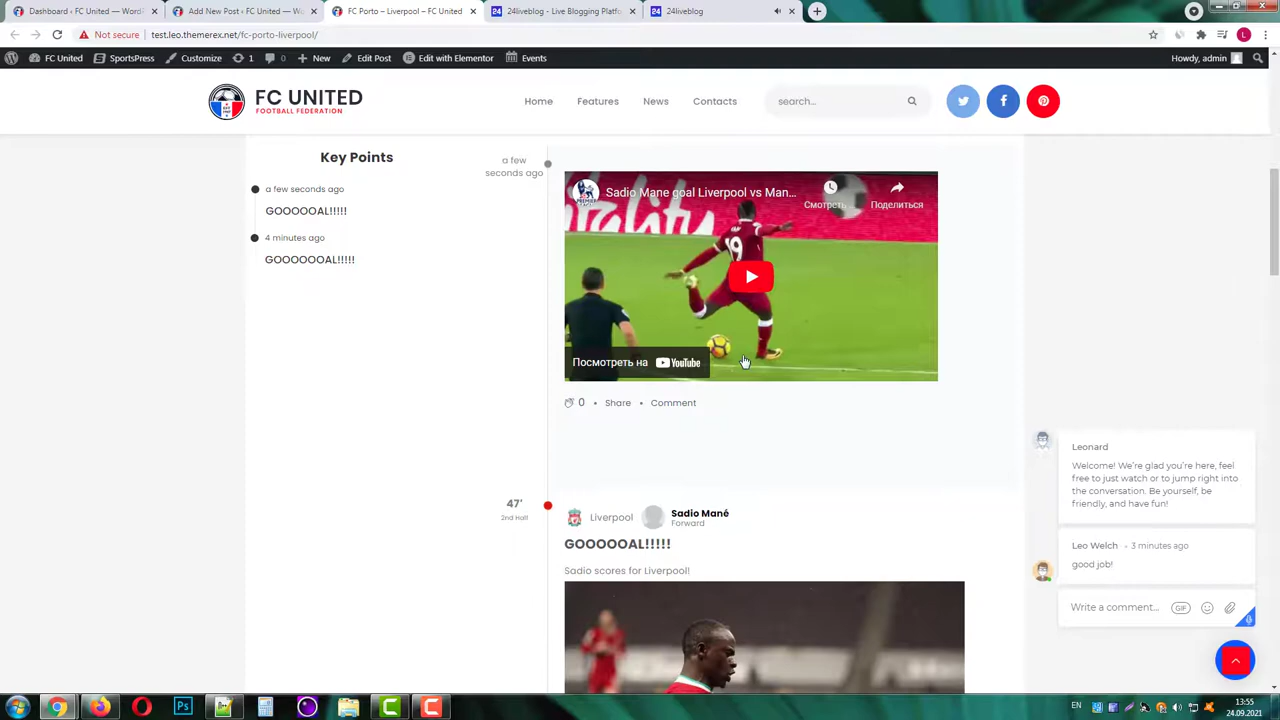 Dashboard ‹ FC United — WordP
Add New Post ‹ FC United — Wo
FC Porto – Liverpool – FC United
24liveblog - Live Blogging Platfo
24liveblog
Not secure
test.leo.themerex.net/fc-porto-liverpool/
FC United
SportsPress
Customize
1
0
New
Edit Post
Edit with Elementor
Events
Howdy, admin
FC UNITED
FOOTBALL FEDERATION
Home
Features
News
Contacts
search...
Key Points
a few seconds ago
GOOOOOAL!!!!!
4 minutes ago
GOOOOOOAL!!!!!
a few
seconds ago
Sadio Mane goal Liverpool vs Man...
Смотреть ...
Поделиться
19
Посмотреть на YouTube
0 • Share • Comment
47'
2nd Half
Liverpool
Sadio Mané
Forward
GOOOOOAL!!!!!
Sadio scores for Liverpool!
Leonard
Welcome! We're glad you're here, feel
free to just watch or to jump right into
the conversation. Be yourself, be
friendly, and have fun!
Leo Welch • 3 minutes ago
good job!
Write a comment...
GIF
EN
13:55
24.09.2021